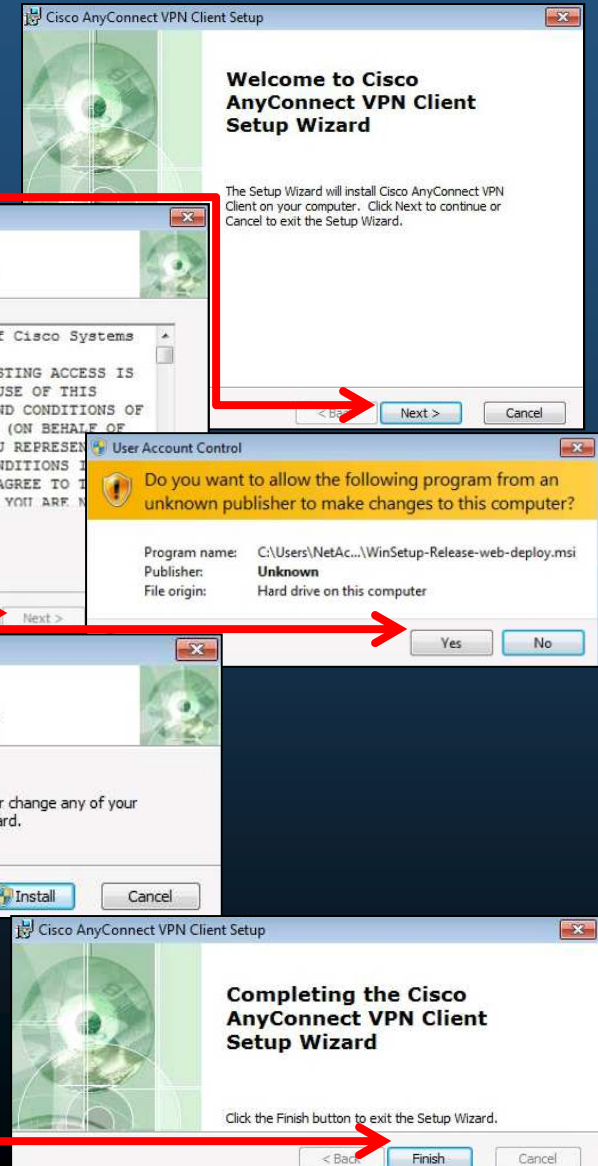 Cisco AnyConnect VPN Client Setup
Welcome to Cisco
AnyConnect VPN Client
Setup Wizard
The Setup Wizard will install Cisco AnyConnect VPN
Client on your computer. Click Next to continue or
Cancel to exit the Setup Wizard.
Next >
Cancel
Cisco Systems
STING ACCESS IS
USE OF THIS
ND CONDITIONS OF
(ON BEHALF OF
U REPRESEN
NDITIONS I
AGREE TO T
YOU ARE N
Next >
User Account Control
Do you want to allow the following program from an
unknown publisher to make changes to this computer?
Program name: C:\Users\NetAc...\WinSetup-Release-web-deploy.msi
Publisher: Unknown
File origin: Hard drive on this computer
Yes
No
r change any of your
ard.
Install
Cancel
Cisco AnyConnect VPN Client Setup
Completing the Cisco
AnyConnect VPN Client
Setup Wizard
Click the Finish button to exit the Setup Wizard.
< Back
Finish
Cancel